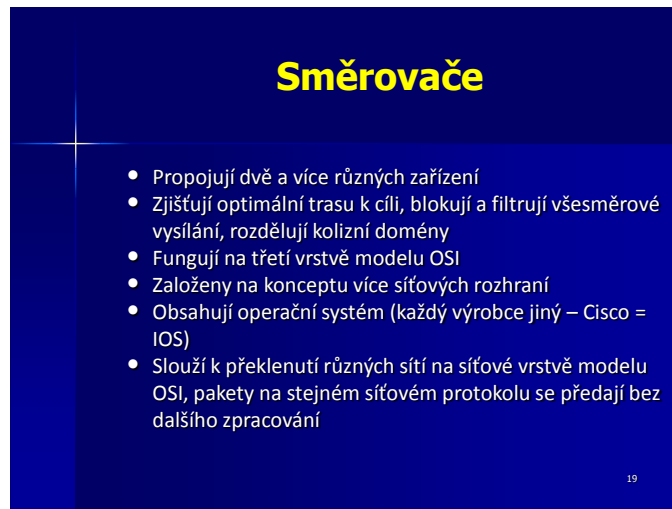 Směrovače
• Propojují dvě a více různých zařízení
• Zjišťují optimální trasu k cíli, blokují a filtrují všesměrové
vysílání, rozdělují kolizní domény
• Fungují na třetí vrstvě modelu OSI
• Založeny na konceptu více síťových rozhraní
• Obsahují operační systém (každý výrobce jiný – Cisco =
IOS)
• Slouží k překlenutí různých sítí na síťové vrstvě modelu
OSI, pakety na stejném síťovém protokolu se předají bez
dalšího zpracování
19